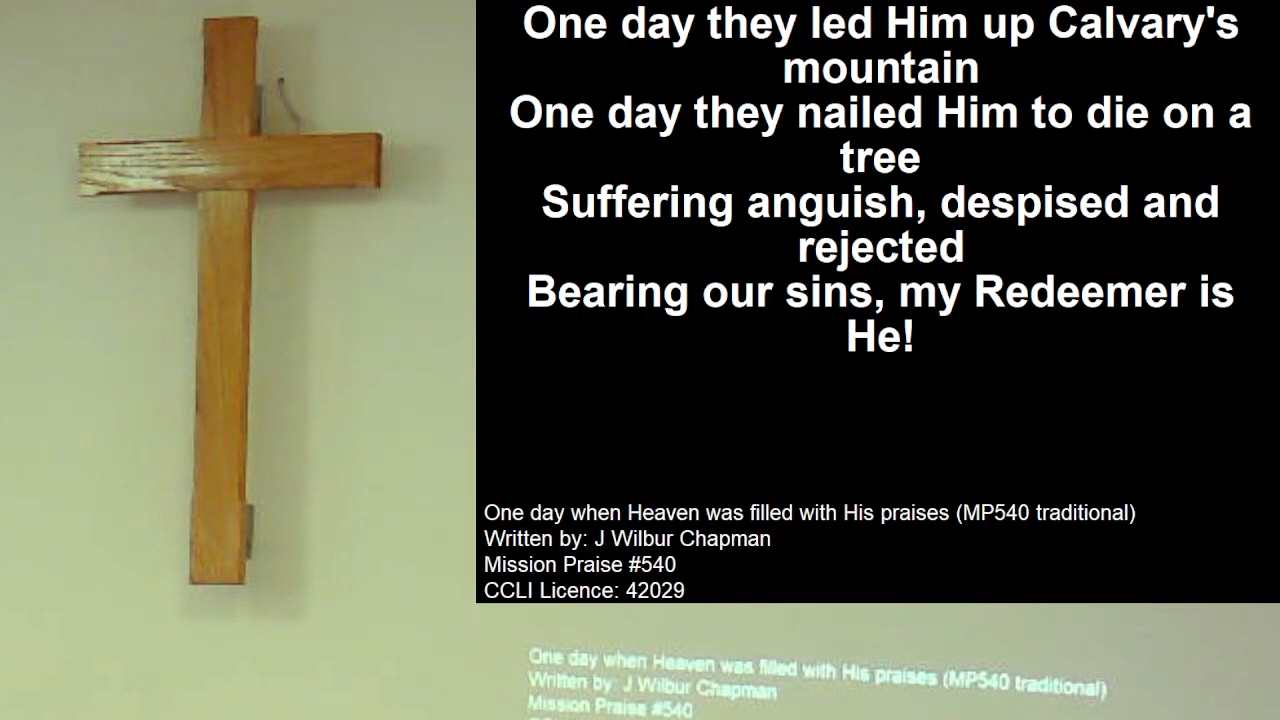 One day they led Him up Calvary's
mountain
One day they nailed Him to die on a
tree
Suffering anguish, despised and
rejected
Bearing our sins, my Redeemer is
He!
One day when Heaven was filled with His praises (MP540 traditional)
Written by: J Wilbur Chapman
Mission Praise #540
CCLI Licence: 42029
One day when Heaven was filled with His praises (MP540 traditional)
Written by: J Wilbur Chapman
Mission Praise #540